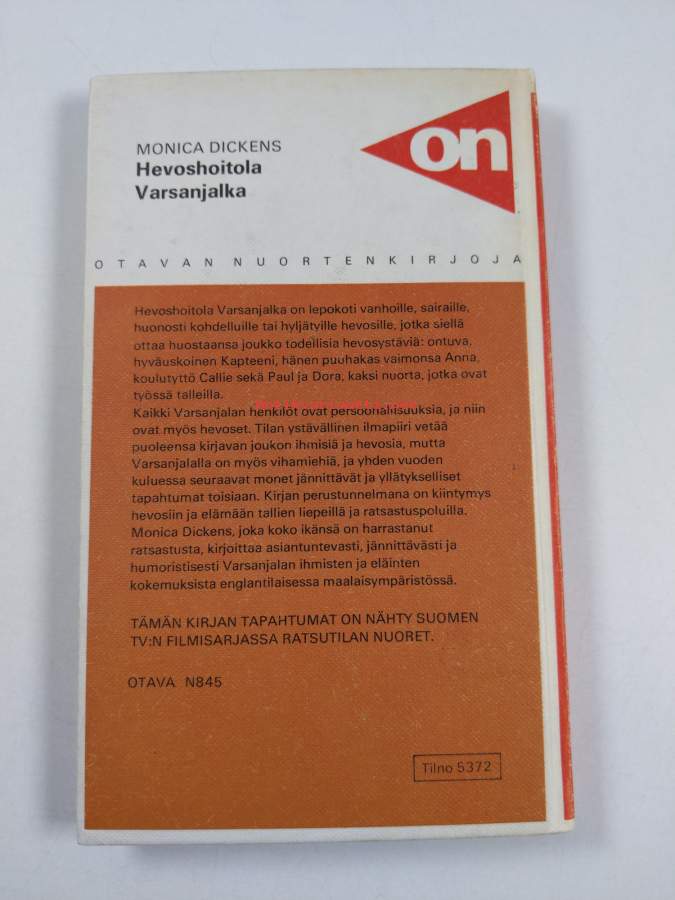 MONICA DICKENS
Hevoshoitola
Varsanjalka
on
OTAVAN NUORTENKIRJOJA
Hevoshoitola Varsanjalka on lepokoti vanhoille, sairaille,
huonosti kohdelluille tai hyljätyille hevosille, jotka siellä
ottaa huostaansa joukko todellisia hevosystäviä: ontuva,
hyväuskoinen Kapteeni, hänen puuhakas vaimonsa Anna,
koulutyttö Callie sekä Paul ja Dora, kaksi nuorta, jotka ovat
työssä talleilla.
Kaikki Varsanjalan henkilöt ovat persoonallisuuksia, ja niin
ovat myös hevoset. Tilan ystävällinen ilmapiiri vetää
puoleensa kirjavan joukon ihmisiä ja hevosia, mutta
Varsanjalalla on myös vihamiehiä, ja yhden vuoden
kuluessa seuraavat monet jännittävät ja yllätykselliset
tapahtumat toisiaan. Kirjan perustunnelmana on kiintymys
hevosiin ja elämään tallien liepeillä ja ratsastuspoluilla.
Monica Dickens, joka koko ikänsä on harrastanut
ratsastusta, kirjoittaa asiantuntevasti, jännittävästi ja
humoristisesti Varsanjalan ihmisten ja eläinten
kokemuksista englantilaisessa maalaisympäristössä.
TÄMÄN KIRJAN TAPAHTUMAT ON NÄHTY SUOMEN
TV:N FILMISARJASSA RATSUTILAN NUORET.
OTAVA N845
Tilno 5372